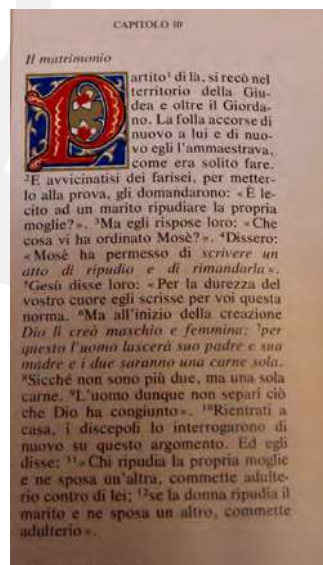 CAPITOLO 10
Il matrimonio
Partito¹ di là, si recò nel
territorio della Giu-
dea e oltre il Giorda-
no. La folla accorse di
nuovo a lui e di nuo-
vo egli l'ammaestrava,
come era solito fare.
²E avvicinatisi dei farisei, per metter-
lo alla prova, gli domandarono: «È le-
cito ad un marito ripudiare la propria
moglie?». ³Ma egli rispose loro: «Che
cosa vi ha ordinato Mosè?». ⁴Dissero:
«Mosè ha permesso di scrivere un
atto di ripudio e di rimandarla».
⁵Gesù disse loro: «Per la durezza del
vostro cuore egli scrisse per voi questa
norma. ⁶Ma all'inizio della creazione
Dio li creò maschio e femmina; ⁷per
questo l'uomo lascerà suo padre e sua
madre e i due saranno una carne sola.
⁸Sicché non sono più due, ma una sola
carne. ⁹L'uomo dunque non separi ciò
che Dio ha congiunto». ¹⁰Rientrati a
casa, i discepoli lo interrogarono di
nuovo su questo argomento. Ed egli
disse: ¹¹«Chi ripudia la propria moglie
e ne sposa un'altra, commette adulte-
rio contro di lei; ¹²se la donna ripudia il
marito e ne sposa un altro, commette
adulterio».